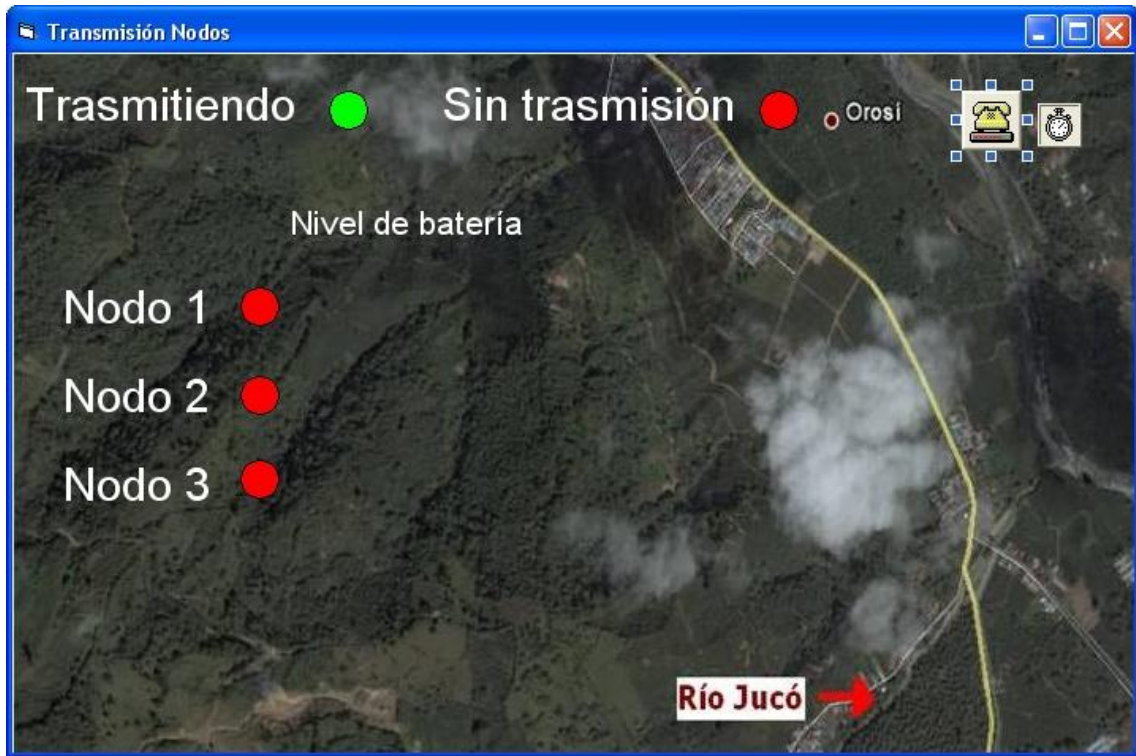 Transmisión Nodos
Trasmitiendo
Sin trasmisión
Orosí
Nivel de batería
Nodo 1
Nodo 2
Nodo 3
Río Jucó